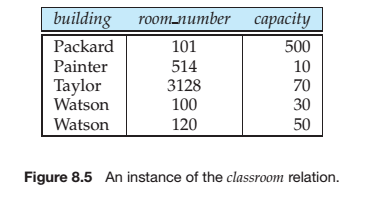 building room_number capacity
Packard 101 500
Painter 514 10
Taylor 3128 70
Watson 100 30
Watson 120 50
Figure 8.5 An instance of the classroom relation.